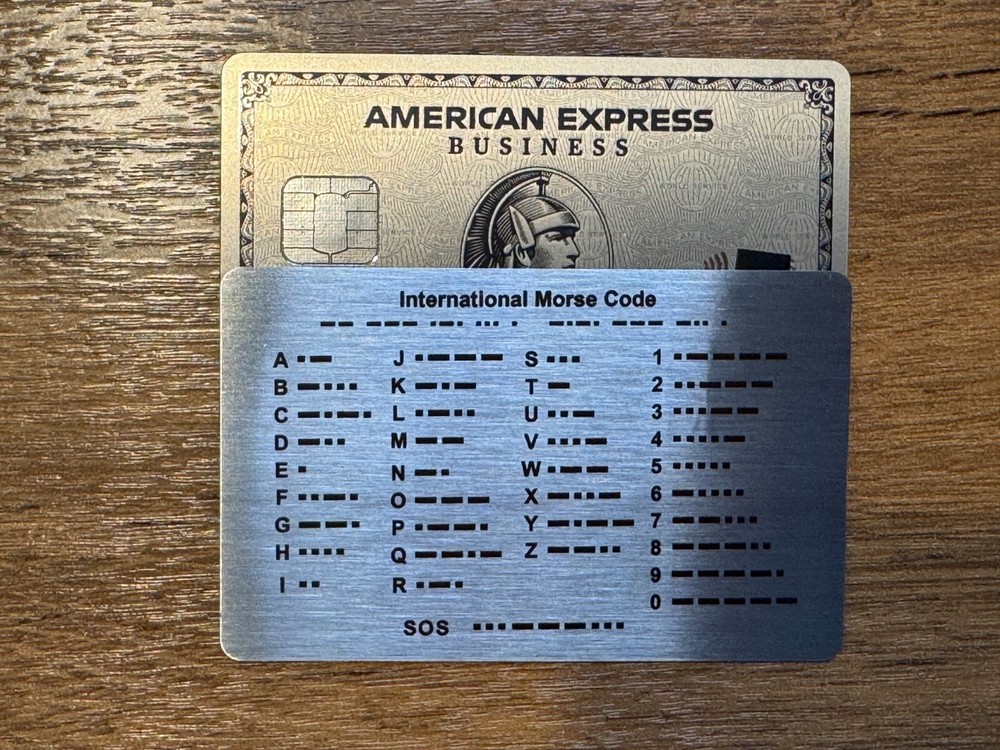 AMERICAN EXPRESS
BUSINESS
International Morse Code
-- --- .-. ... .   -.-. --- -.. .
A .-   J .---   S ...   1 .----
B -...   K -.-   T -   2 ..---
C -.-.   L .-..   U ..-   3 ...--
D -..   M --   V ...-   4 ....-
E .   N -.   W .--   5 .....
F ..-.   O ---   X -..-   6 -....
G --.   P .--.   Y -.--   7 --...
H ....   Q --.-   Z --..   8 ---..
I ..   R .-.   9 ----.
0 -----
SOS ...---...